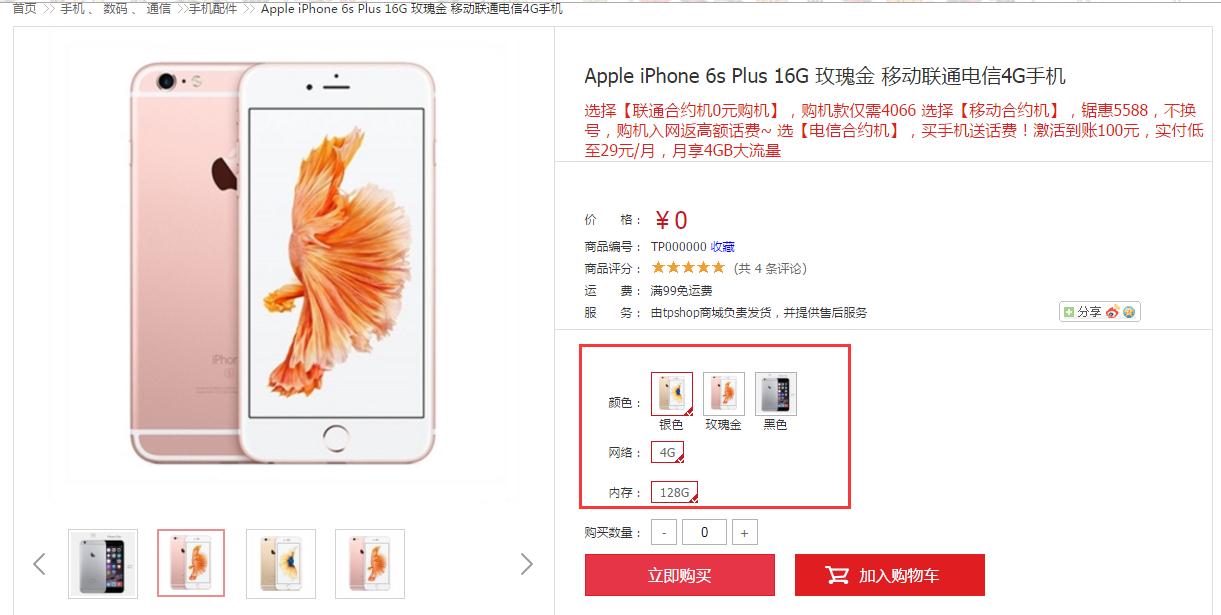 首页 >> 手机 、 数码 、 通信 >>手机配件 >> Apple iPhone 6s Plus 16G 玫瑰金 移动联通电信4G手机
Apple iPhone 6s Plus 16G 玫瑰金 移动联通电信4G手机
选择【联通合约机0元购机】，购机款仅需4066 选择【移动合约机】，锯惠5588，不换
号，购机入网返高额话费~ 选【电信合约机】，买手机送话费！激活到账100元，实付低
至29元/月，月享4GB大流量
价 格： ￥0
商品编号： TP000000 收藏
商品评分： (共 4 条评论)
运 费： 满99免运费
服 务： 由tpshop商城负责发货，并提供售后服务
分享
颜色：
银色 玫瑰金 黑色
网络： 4G
内存： 128G
购买数量： - 0 +
立即购买 加入购物车
iPhon